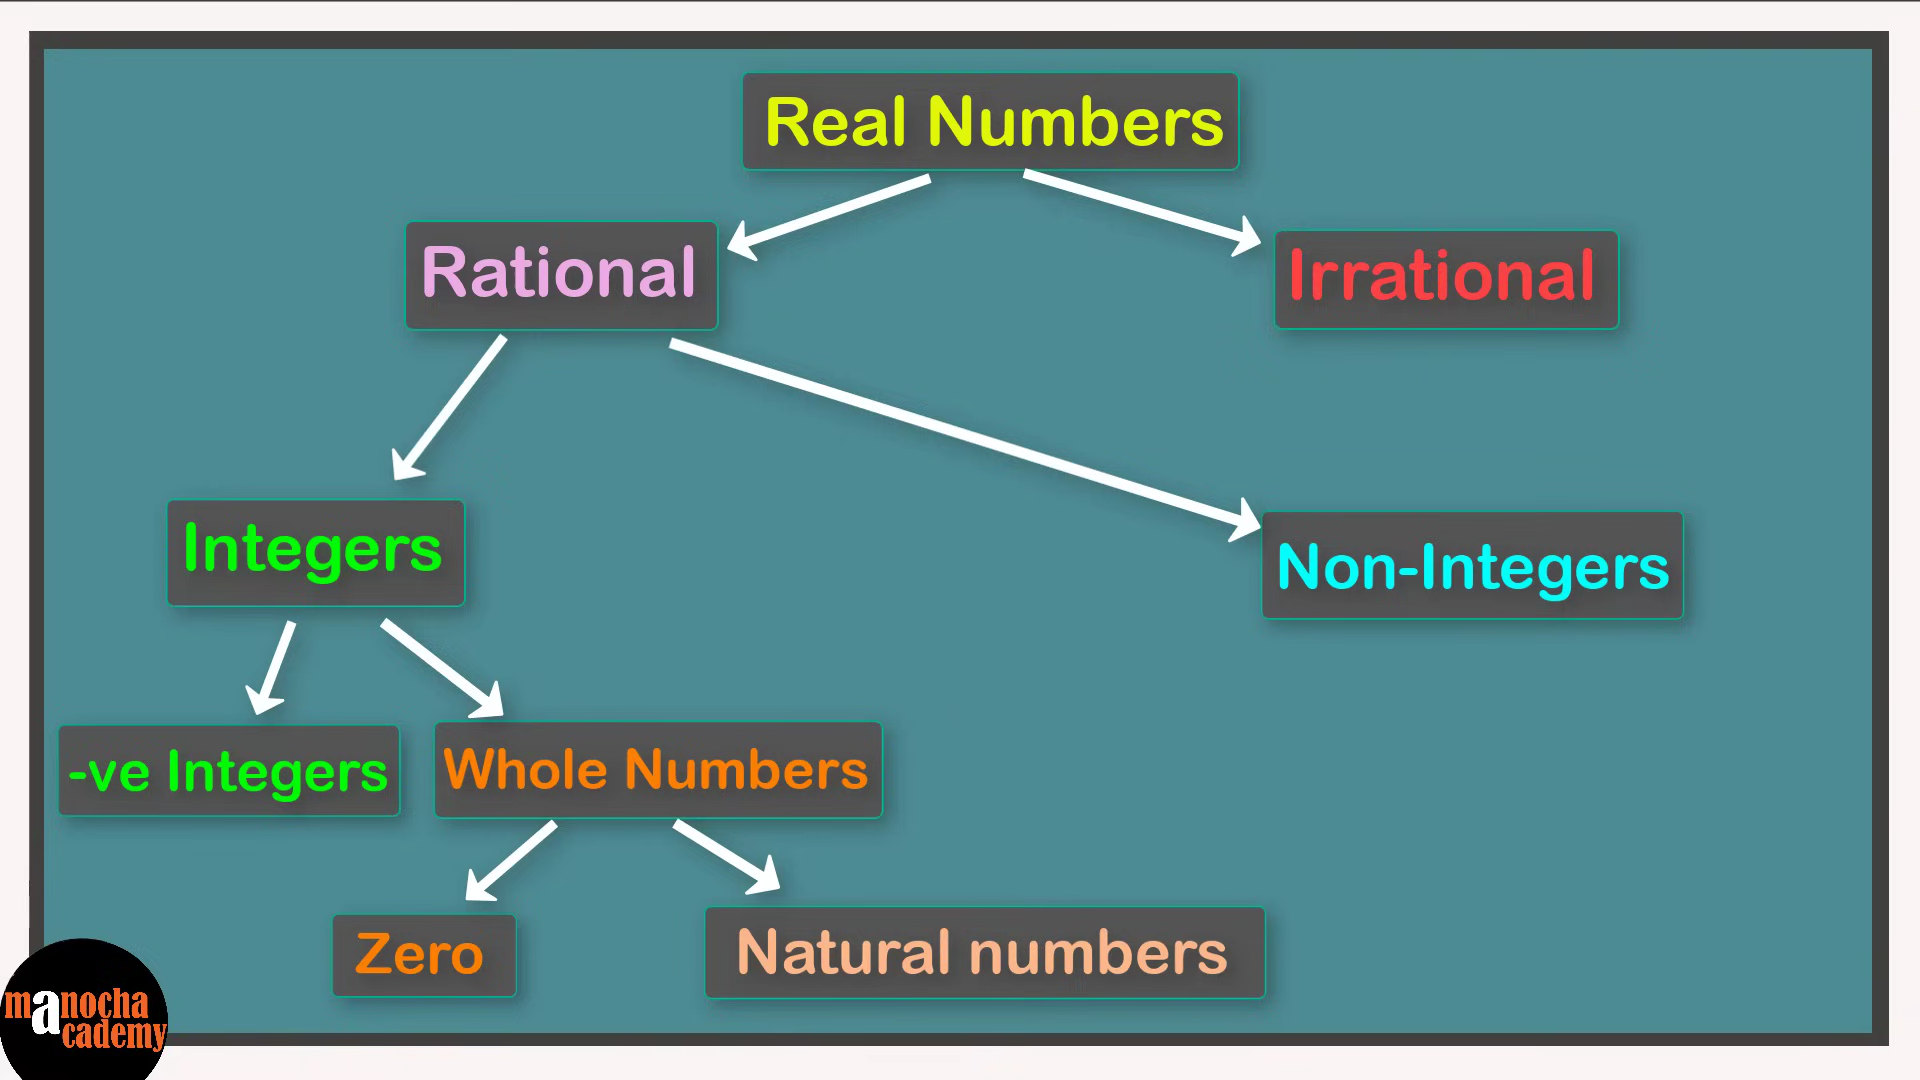 Real Numbers
Rational
Irrational
Integers
Non-Integers
-ve Integers
Whole Numbers
Zero
Natural numbers
manocha
academy